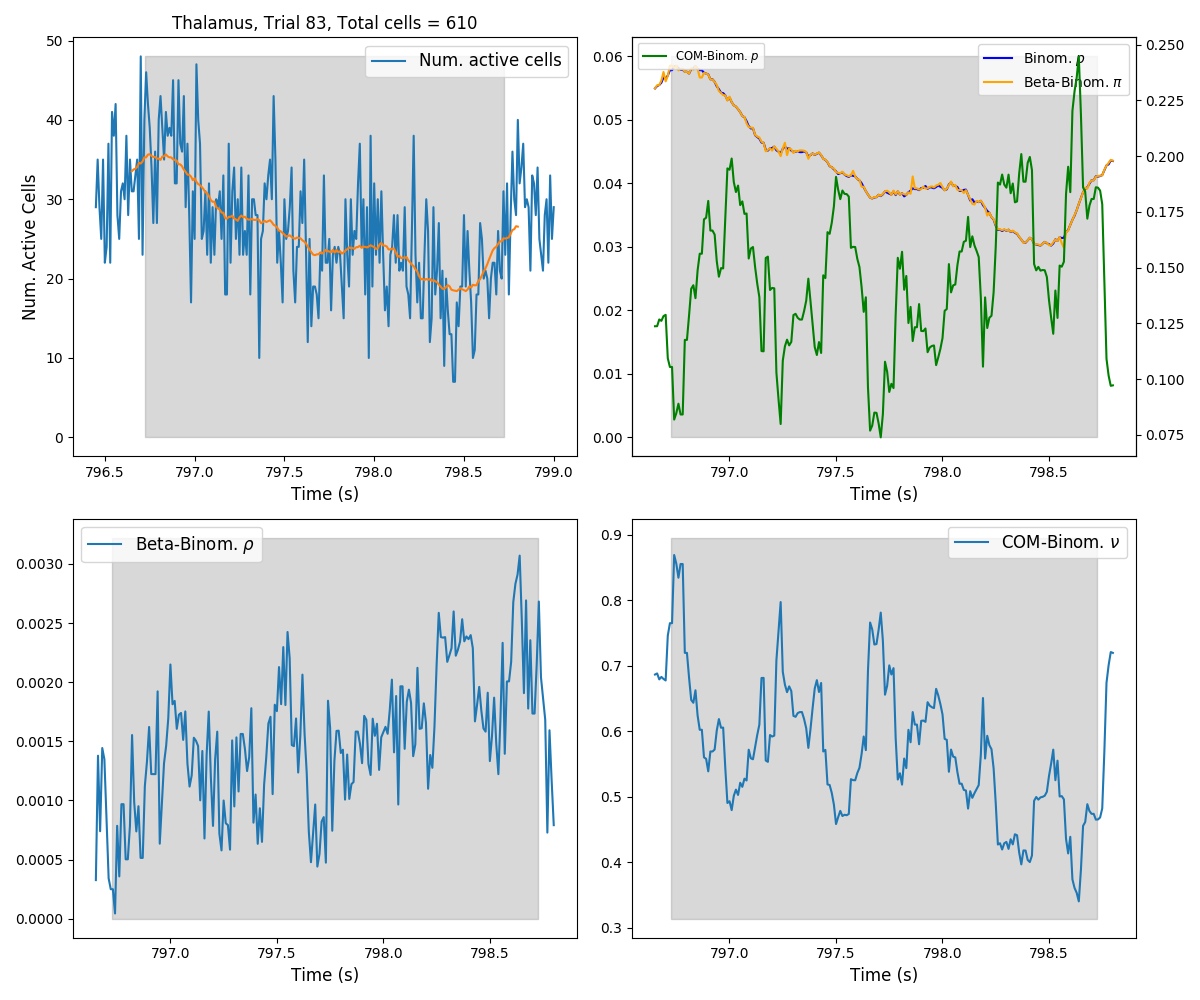 Thalamus, Trial 83, Total cells = 610
Num. active cells
Num. Active Cells
50
40
30
20
10
0
796.5 797.0 797.5 798.0 798.5 799.0
Time (s)
COM-Binom. p
Binom. p
Beta-Binom. π
0.06
0.05
0.04
0.03
0.02
0.01
0.00
0.250
0.225
0.200
0.175
0.150
0.125
0.100
0.075
797.0 797.5 798.0 798.5
Time (s)
Beta-Binom. ρ
0.0030
0.0025
0.0020
0.0015
0.0010
0.0005
0.0000
797.0 797.5 798.0 798.5
Time (s)
COM-Binom. ν
0.9
0.8
0.7
0.6
0.5
0.4
0.3
797.0 797.5 798.0 798.5
Time (s)